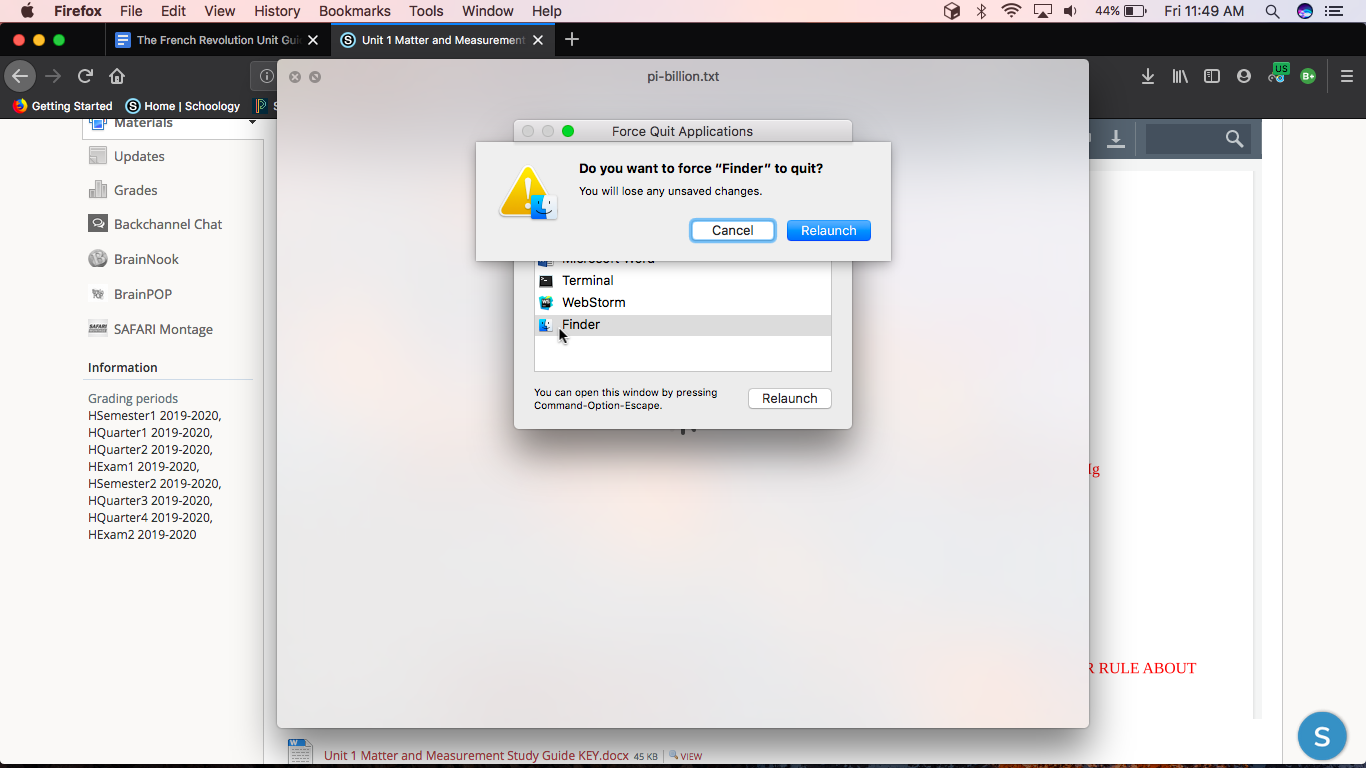 Firefox File Edit View History Bookmarks Tools Window Help 44% Fri 11:49 AM
The French Revolution Unit Gui
Unit 1 Matter and Measurement
pi-billion.txt
US
B+
Getting Started
Home | Schoology
Force Quit Applications
Do you want to force “Finder” to quit?
You will lose any unsaved changes.
Cancel
Relaunch
Microsoft Word
Terminal
WebStorm
Finder
You can open this window by pressing
Command-Option-Escape.
Relaunch
Materials
Updates
Grades
Backchannel Chat
BrainNook
BrainPOP
SAFARI Montage
Information
Grading periods
HSemester1 2019-2020,
HQuarter1 2019-2020,
HQuarter2 2019-2020,
HExam1 2019-2020,
HSemester2 2019-2020,
HQuarter3 2019-2020,
HQuarter4 2019-2020,
HExam2 2019-2020
RULE ABOUT
Unit 1 Matter and Measurement Study Guide KEY.docx 45 KB VIEW
S